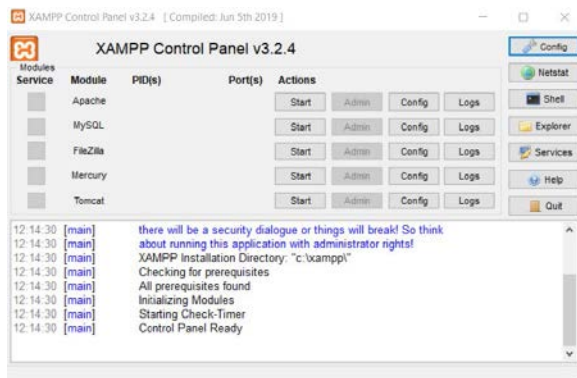 XAMPP Control Panel v3.2.4 [ Compiled: Jun 5th 2019 ]
XAMPP Control Panel v3.2.4
Config
Modules
Service Module PID(s) Port(s) Actions
Netstat
Apache Start Admin Config Logs
Shell
MySQL Start Admin Config Logs
Explorer
FileZilla Start Admin Config Logs
Services
Mercury Start Admin Config Logs
Help
Tomcat Start Admin Config Logs
Quit
12:14:30 [main] there will be a security dialogue or things will break! So think
12:14:30 [main] about running this application with administrator rights!
12:14:30 [main] XAMPP Installation Directory: "c:\xampp\"
12:14:30 [main] Checking for prerequisites
12:14:30 [main] All prerequisites found
12:14:30 [main] Initializing Modules
12:14:30 [main] Starting Check-Timer
12:14:30 [main] Control Panel Ready